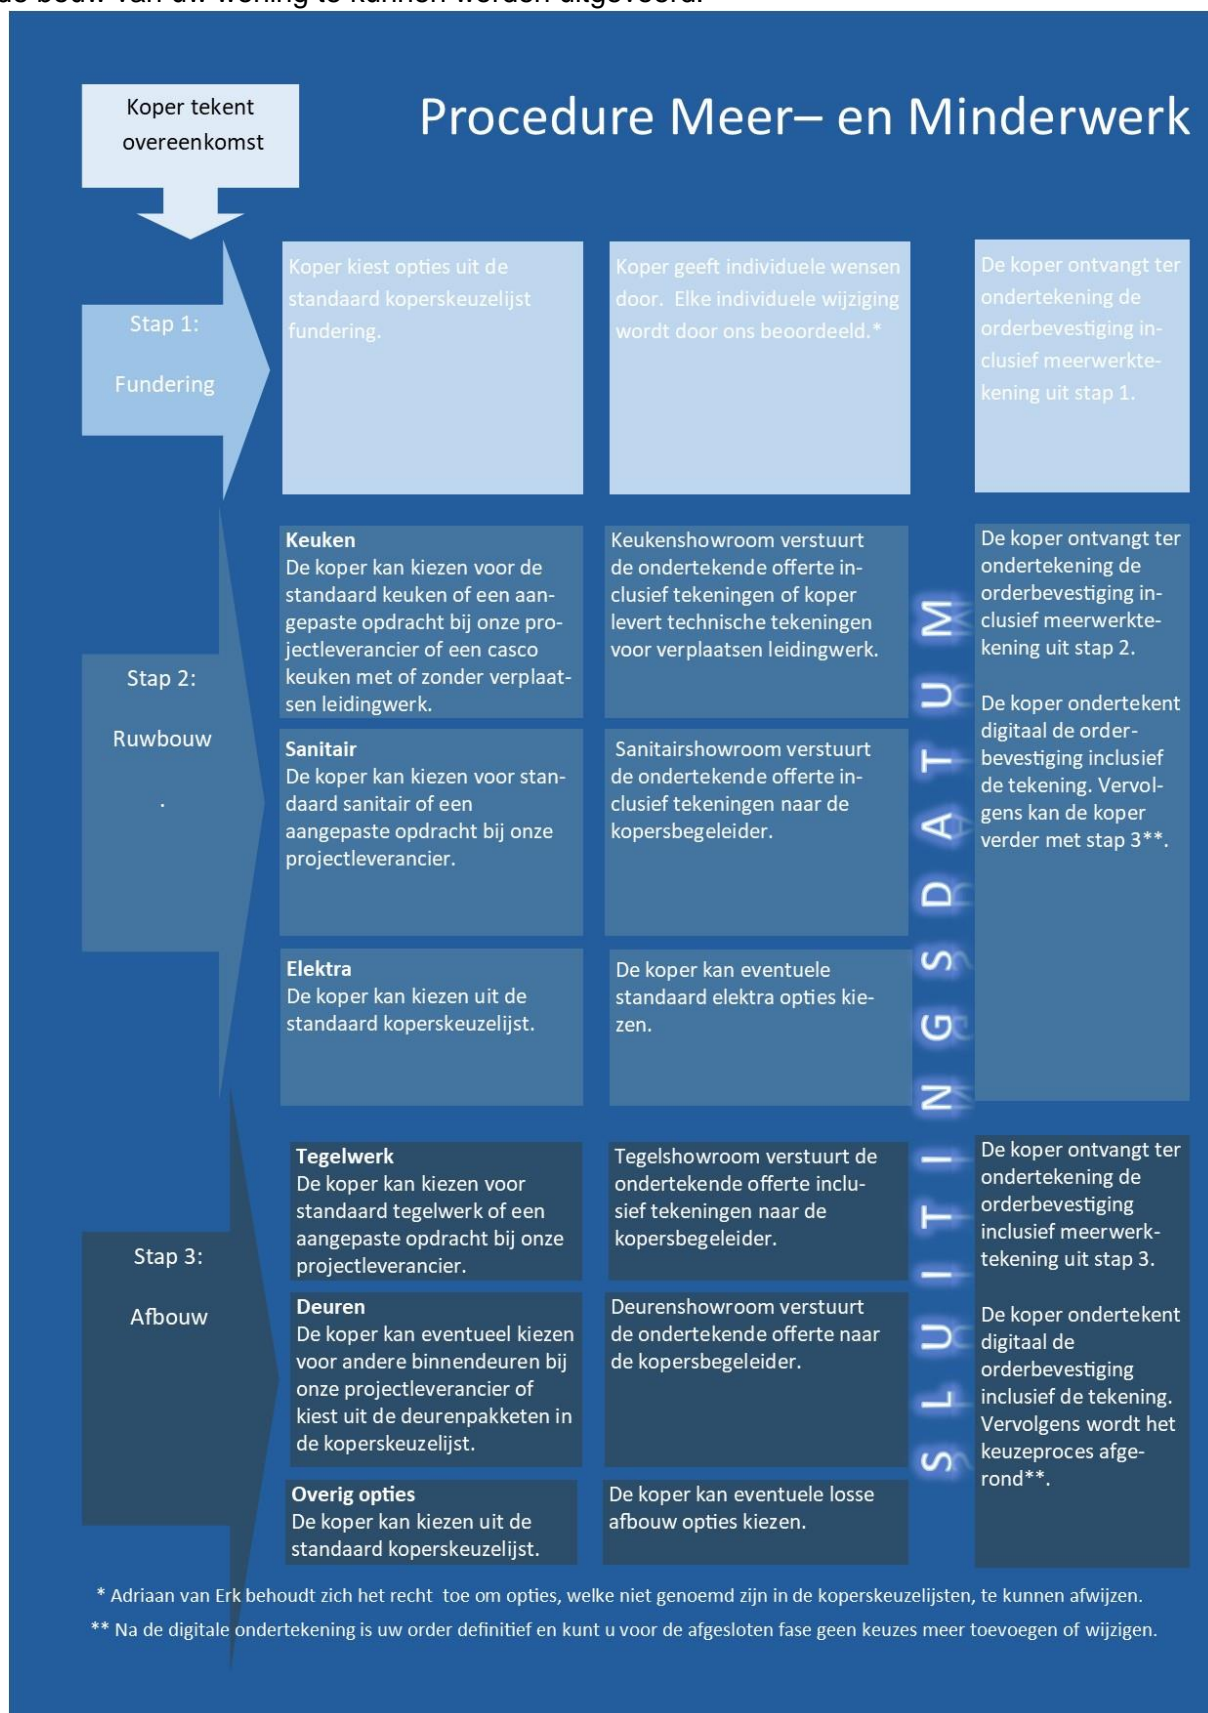 de bouw van uw woning te kunnen worden uitgevoerd.
Koper tekent
overeenkomst
Procedure Meer– en Minderwerk
Stap 1:
Fundering
Koper kiest opties uit de
standaard koperskeuzelijst
fundering.
Koper geeft individuele wensen
door. Elke individuele wijziging
wordt door ons beoordeeld.*
De koper ontvangt ter
ondertekening de
orderbevestiging in-
clusief meerwerkte-
kening uit stap 1.
Stap 2:
Ruwbouw
.
Keuken
De koper kan kiezen voor de
standaard keuken of een aan-
gepaste opdracht bij onze pro-
jectleverancier of een casco
keuken met of zonder verplaat-
sen leidingwerk.
Keukenshowroom verstuurt
de ondertekende offerte in-
clusief tekeningen of koper
levert technische tekeningen
voor verplaatsen leidingwerk.
Sanitair
De koper kan kiezen voor stan-
daard sanitair of een
aangepaste opdracht bij onze
projectleverancier.
Sanitairshowroom verstuurt
de ondertekende offerte in-
clusief tekeningen naar de
kopersbegeleider.
Elektra
De koper kan kiezen uit de
standaard koperskeuzelijst.
De koper kan eventuele
standaard elektra opties kie-
zen.
De koper ontvangt ter
ondertekening de
orderbevestiging in-
clusief meerwerkte-
kening uit stap 2.
De koper ondertekent
digitaal de order-
bevestiging inclusief
de tekening. Vervol-
gens kan de koper
verder met stap 3**.
SLUITINGSDATUM
Stap 3:
Afbouw
Tegelwerk
De koper kan kiezen voor
standaard tegelwerk of een
aangepaste opdracht bij onze
projectleverancier.
Tegelshowroom verstuurt de
ondertekende offerte inclu-
sief tekeningen naar de
kopersbegeleider.
Deuren
De koper kan eventueel kiezen
voor andere binnendeuren bij
onze projectleverancier of
kiest uit de deurenpakketen in
de koperskeuzelijst.
Deurenshowroom verstuurt
de ondertekende offerte naar
de kopersbegeleider.
Overig opties
De koper kan kiezen uit de
standaard koperskeuzelijst.
De koper kan eventuele losse
afbouw opties kiezen.
De koper ontvangt ter
ondertekening de
orderbevestiging
inclusief meerwerk-
tekening uit stap 3.
De koper ondertekent
digitaal de
orderbevestiging
inclusief de tekening.
Vervolgens wordt het
keuzeproces afge-
rond**.
* Adriaan van Erk behoudt zich het recht toe om opties, welke niet genoemd zijn in de koperskeuzelijsten, te kunnen afwijzen.
** Na de digitale ondertekening is uw order definitief en kunt u voor de afgesloten fase geen keuzes meer toevoegen of wijzigen.